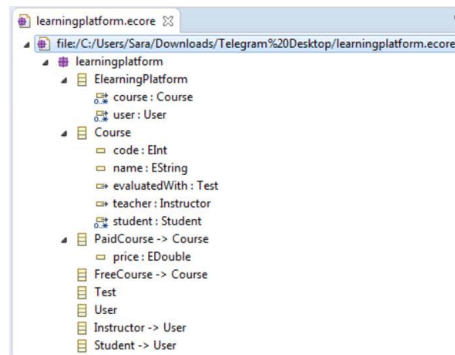 learningplatform.ecore
file:/C:/Users/Sara/Downloads/Telegram%20Desktop/learningplatform.ecore
learningplatform
ElearningPlatform
course : Course
user : User
Course
code : EInt
name : EString
evaluatedWith : Test
teacher : Instructor
student : Student
PaidCourse -> Course
price : EDouble
FreeCourse -> Course
Test
User
Instructor -> User
Student -> User